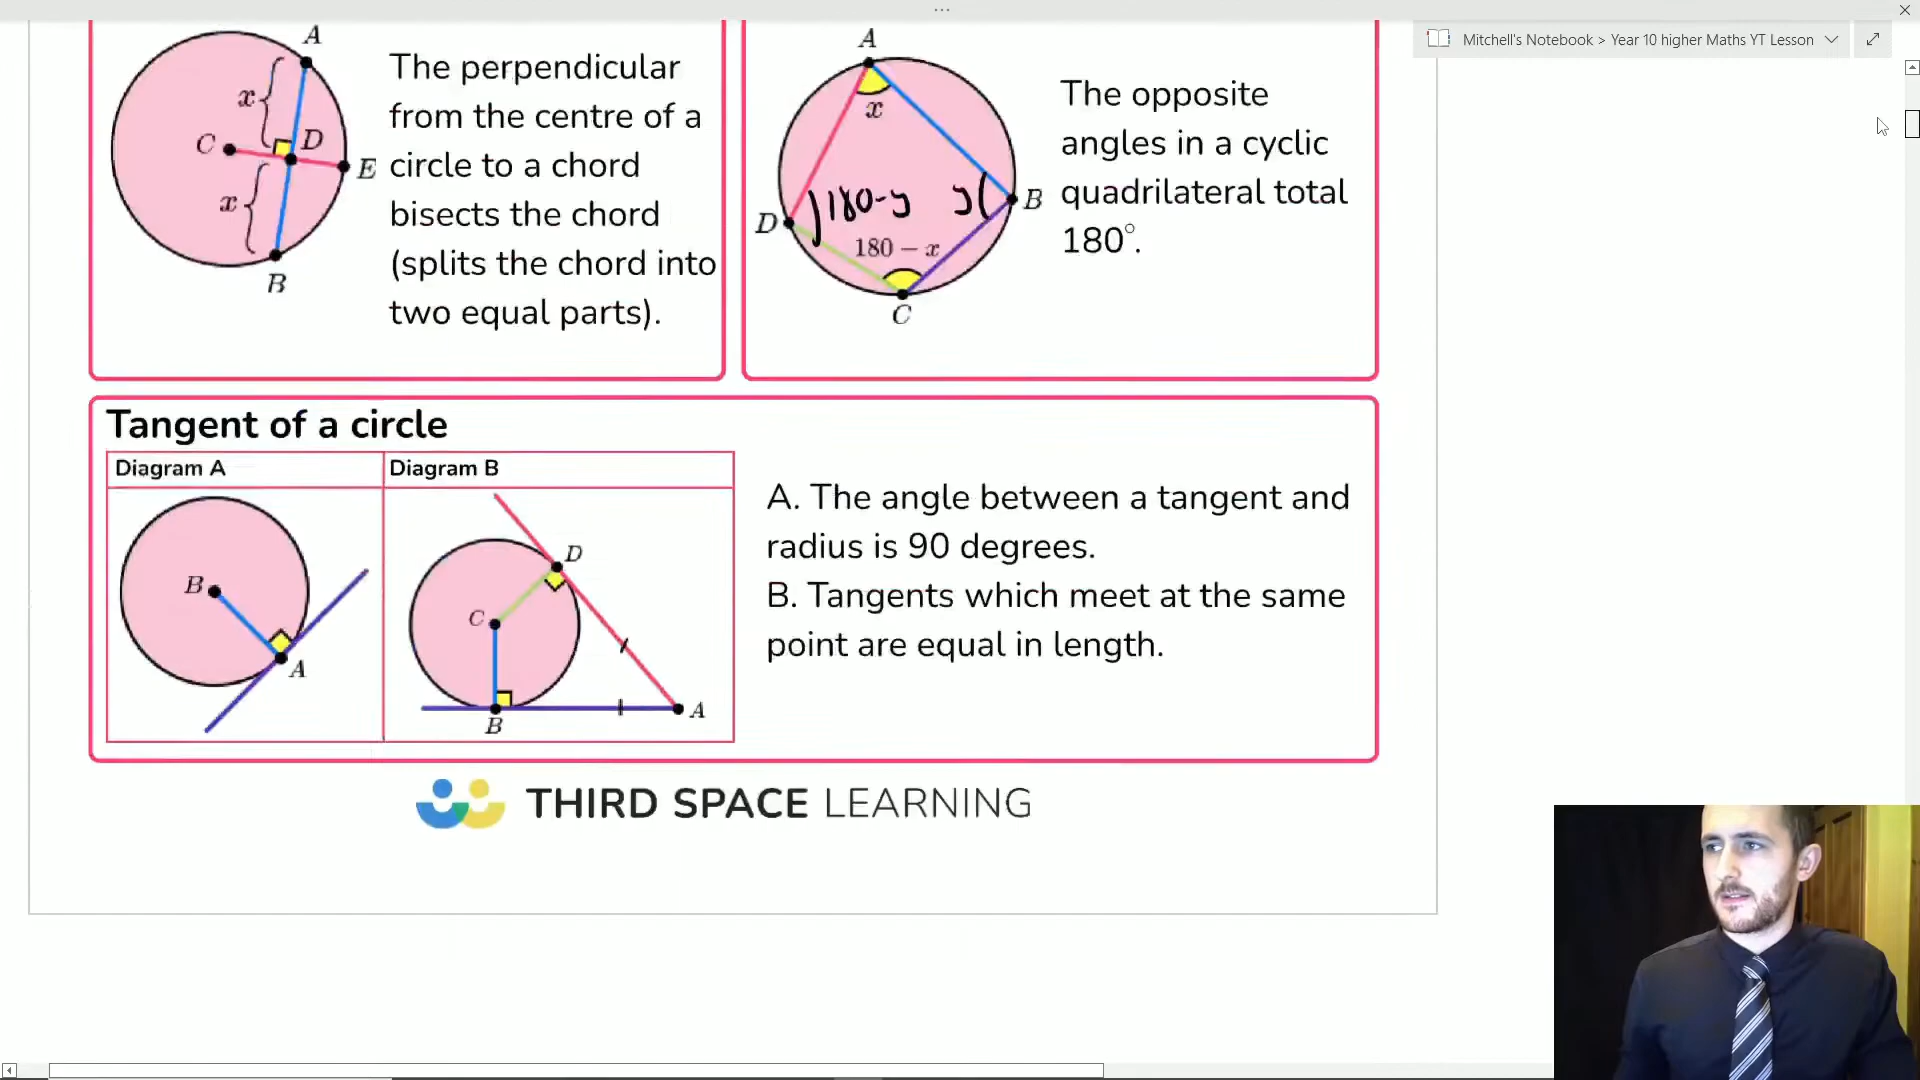 Mitchell's Notebook > Year 10 higher Maths YT Lesson
A
x
C
D
E
x
B
The perpendicular
from the centre of a
circle to a chord
bisects the chord
(splits the chord into
two equal parts).
A
x
180-y
y
B
D
180 – x
C
The opposite
angles in a cyclic
quadrilateral total
180°.
Tangent of a circle
Diagram A
Diagram B
B
A
D
C
B
A
A. The angle between a tangent and
radius is 90 degrees.
B. Tangents which meet at the same
point are equal in length.
THIRD SPACE LEARNING